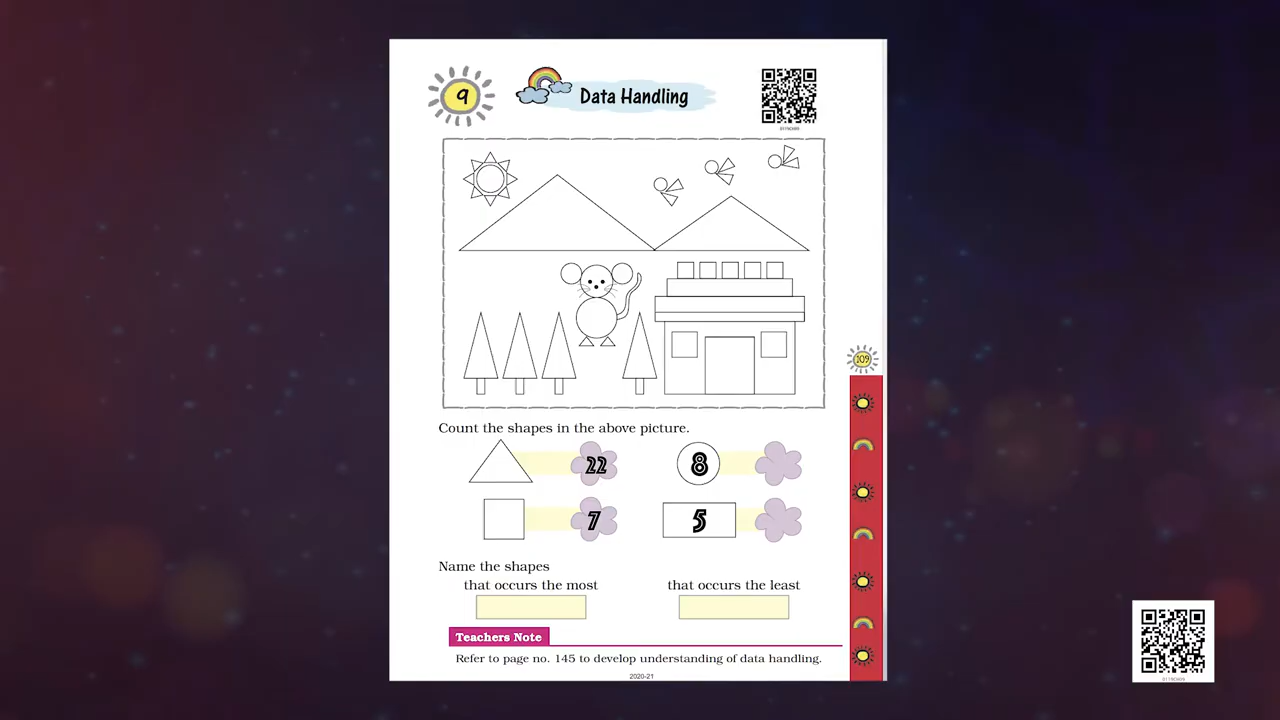 9
Data Handling
0119CH09
109
Count the shapes in the above picture.
22
8
7
5
Name the shapes
that occurs the most
that occurs the least
Teachers Note
Refer to page no. 145 to develop understanding of data handling.
2020-21
0119CH09